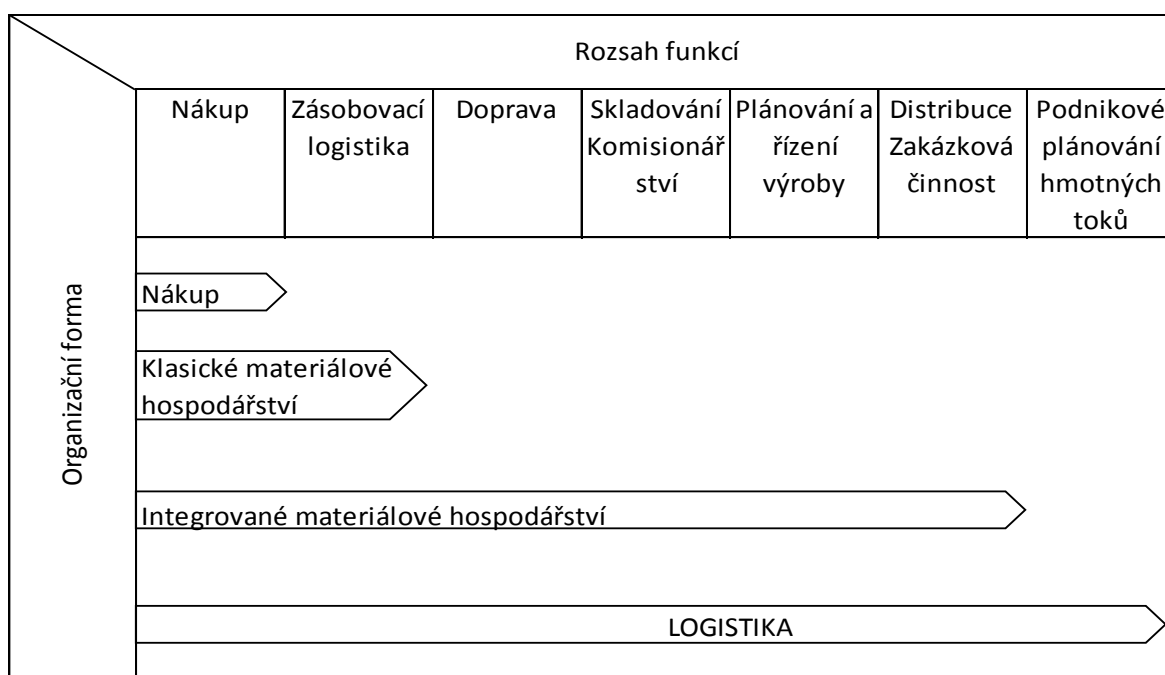 Rozsah funkcí
Nákup
Zásobovací
logistika
Doprava
Skladování
Komisionář
ství
Plánování a
řízení
výroby
Distribuce
Zakázková
činnost
Podnikové
plánování
hmotných
toků
Organizační forma
Nákup
Klasické materiálové
hospodářství
Integrované materiálové hospodářství
LOGISTIKA